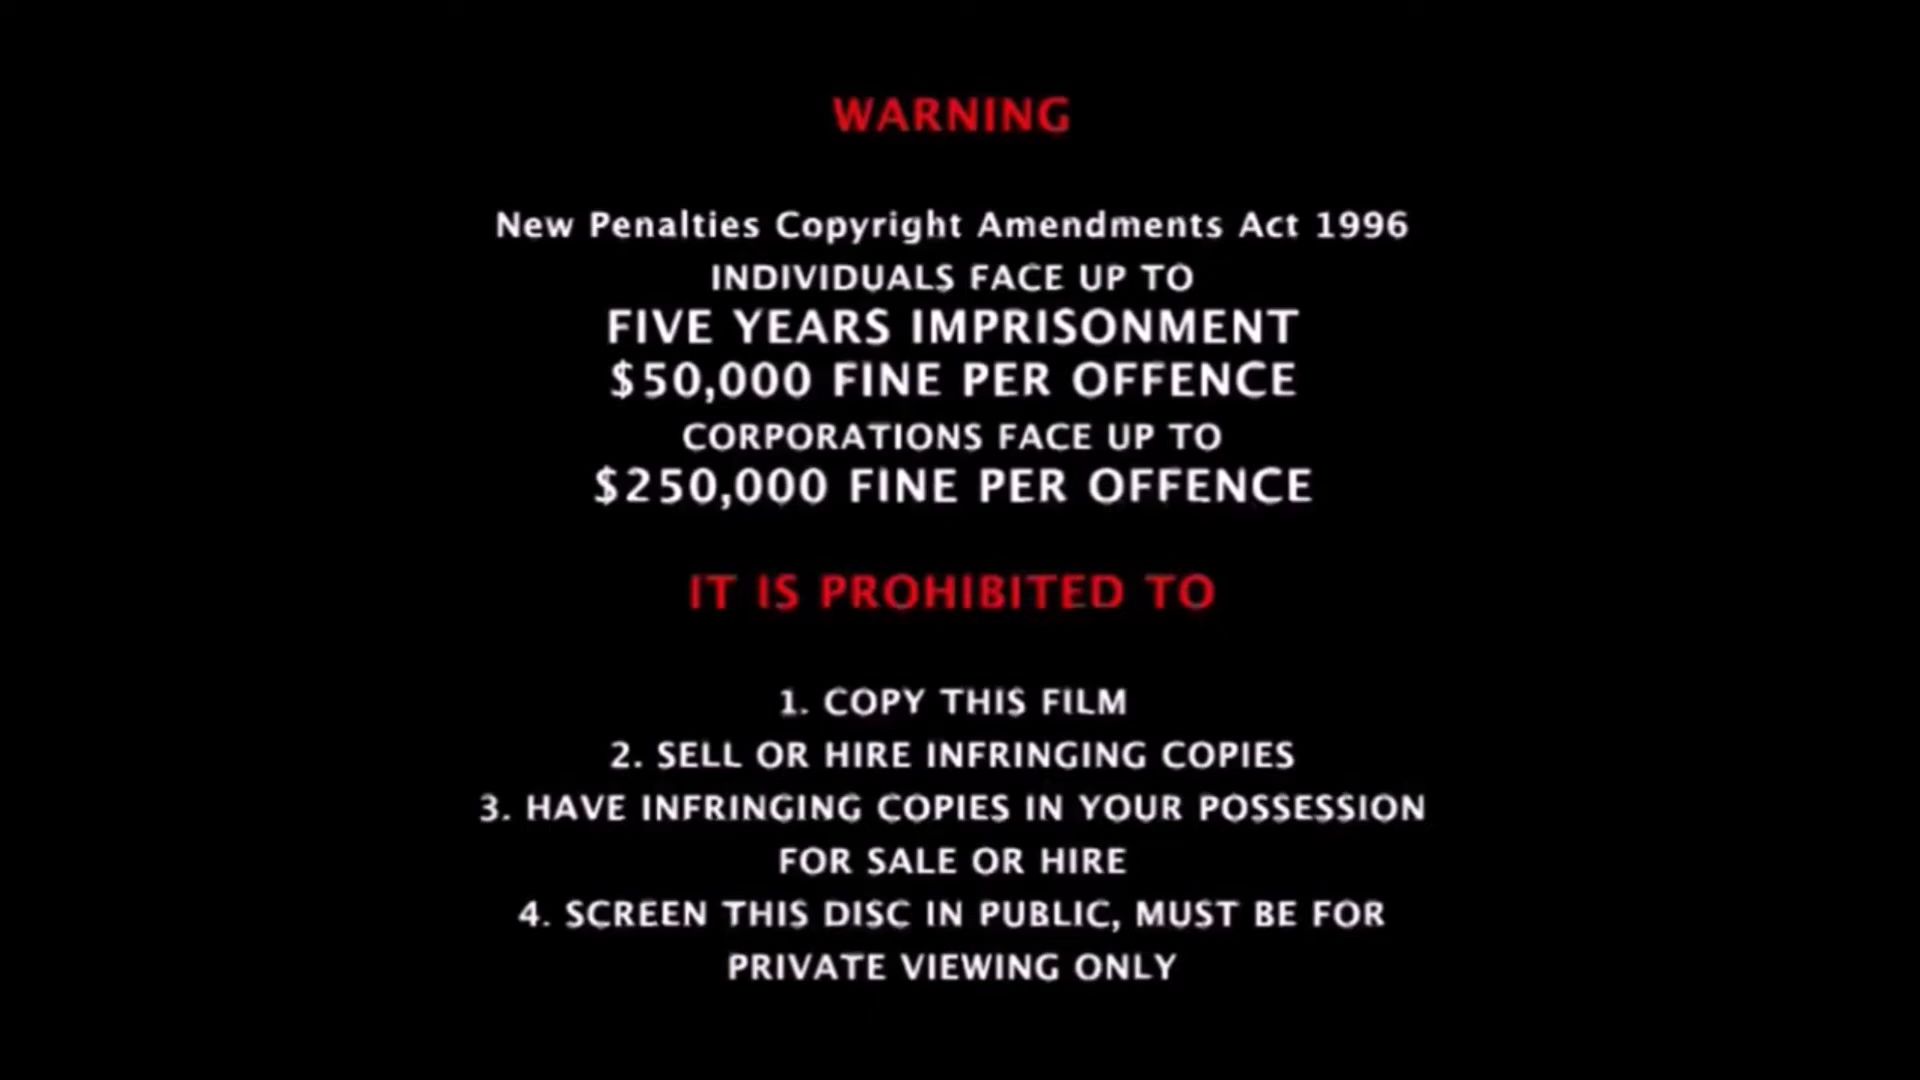 WARNING
New Penalties Copyright Amendments Act 1996
INDIVIDUALS FACE UP TO
FIVE YEARS IMPRISONMENT
$50,000 FINE PER OFFENCE
CORPORATIONS FACE UP TO
$250,000 FINE PER OFFENCE
IT IS PROHIBITED TO
1. COPY THIS FILM
2. SELL OR HIRE INFRINGING COPIES
3. HAVE INFRINGING COPIES IN YOUR POSSESSION
FOR SALE OR HIRE
4. SCREEN THIS DISC IN PUBLIC, MUST BE FOR
PRIVATE VIEWING ONLY